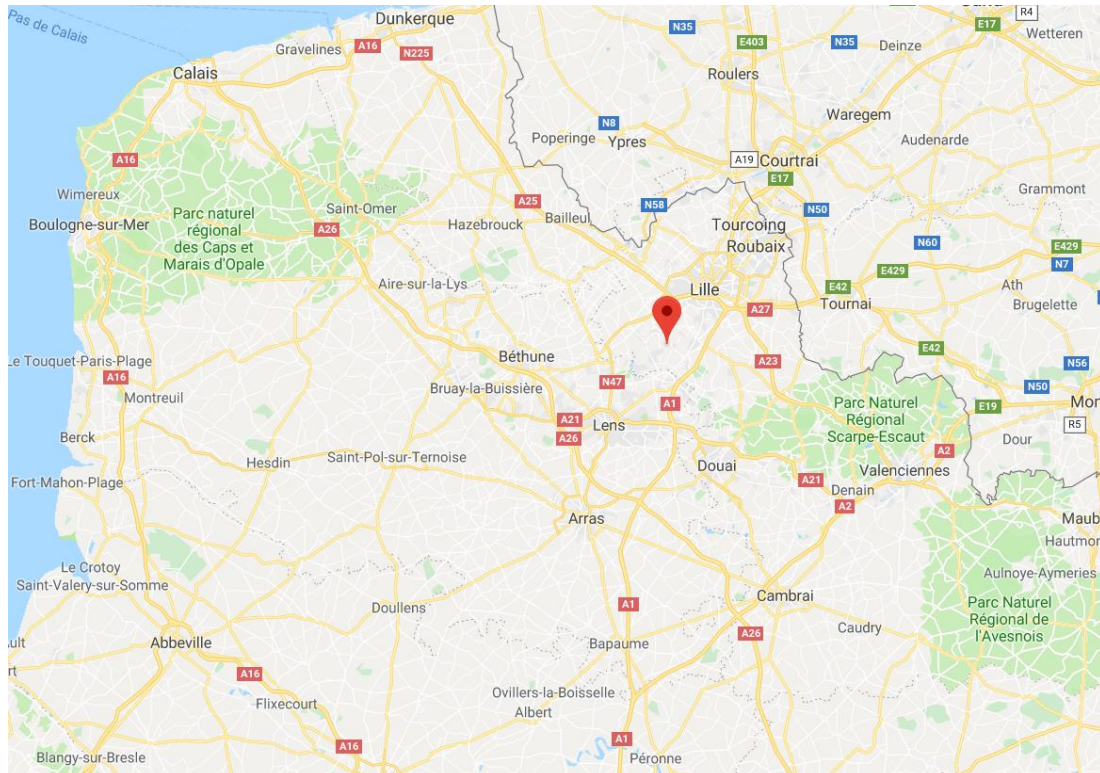 Pas de Calais
Dunkerque
Gravelines
A16
N225
Calais
N35
E403
N35
Deinze
E17
R4
Wetteren
Roulers
Waregem
Audenarde
N8
Poperinge
Ypres
A19
Courtrai
E17
Grammont
A16
Wimereux
Boulogne-sur-Mer
Parc naturel
régional
des Caps et
Marais d'Opale
Saint-Omer
A26
A25
Hazebrouck
Bailleul
N58
Tourcoing
Roubaix
N50
N60
E429
N7
E429
Aire-sur-la-Lys
Lille
E42
Tournai
Ath
Brugelette
A27
Le Touquet-Paris-Plage
A16
Montreuil
Béthune
Bruay-la-Buissière
N47
A23
E42
N56
N50
A1
A21
A26
Lens
Parc Naturel
Régional
Scarpe-Escaut
E19
Mon
R5
Dour
Berck
Hesdin
Saint-Pol-sur-Ternoise
Douai
A2
Valenciennes
Fort-Mahon-Plage
A21
Denain
A2
Arras
Maub
Hautmon
Le Crotoy
Saint-Valery-sur-Somme
Aulnoye-Aymeries
Doullens
A1
Cambrai
Parc Naturel
Régional de
l'Avesnois
ult
Abbeville
Bapaume
A26
Caudry
rt
A16
Flixecourt
Ovillers-la-Boisselle
Albert
A16
A1
Blangy-sur-Bresle
Péronne